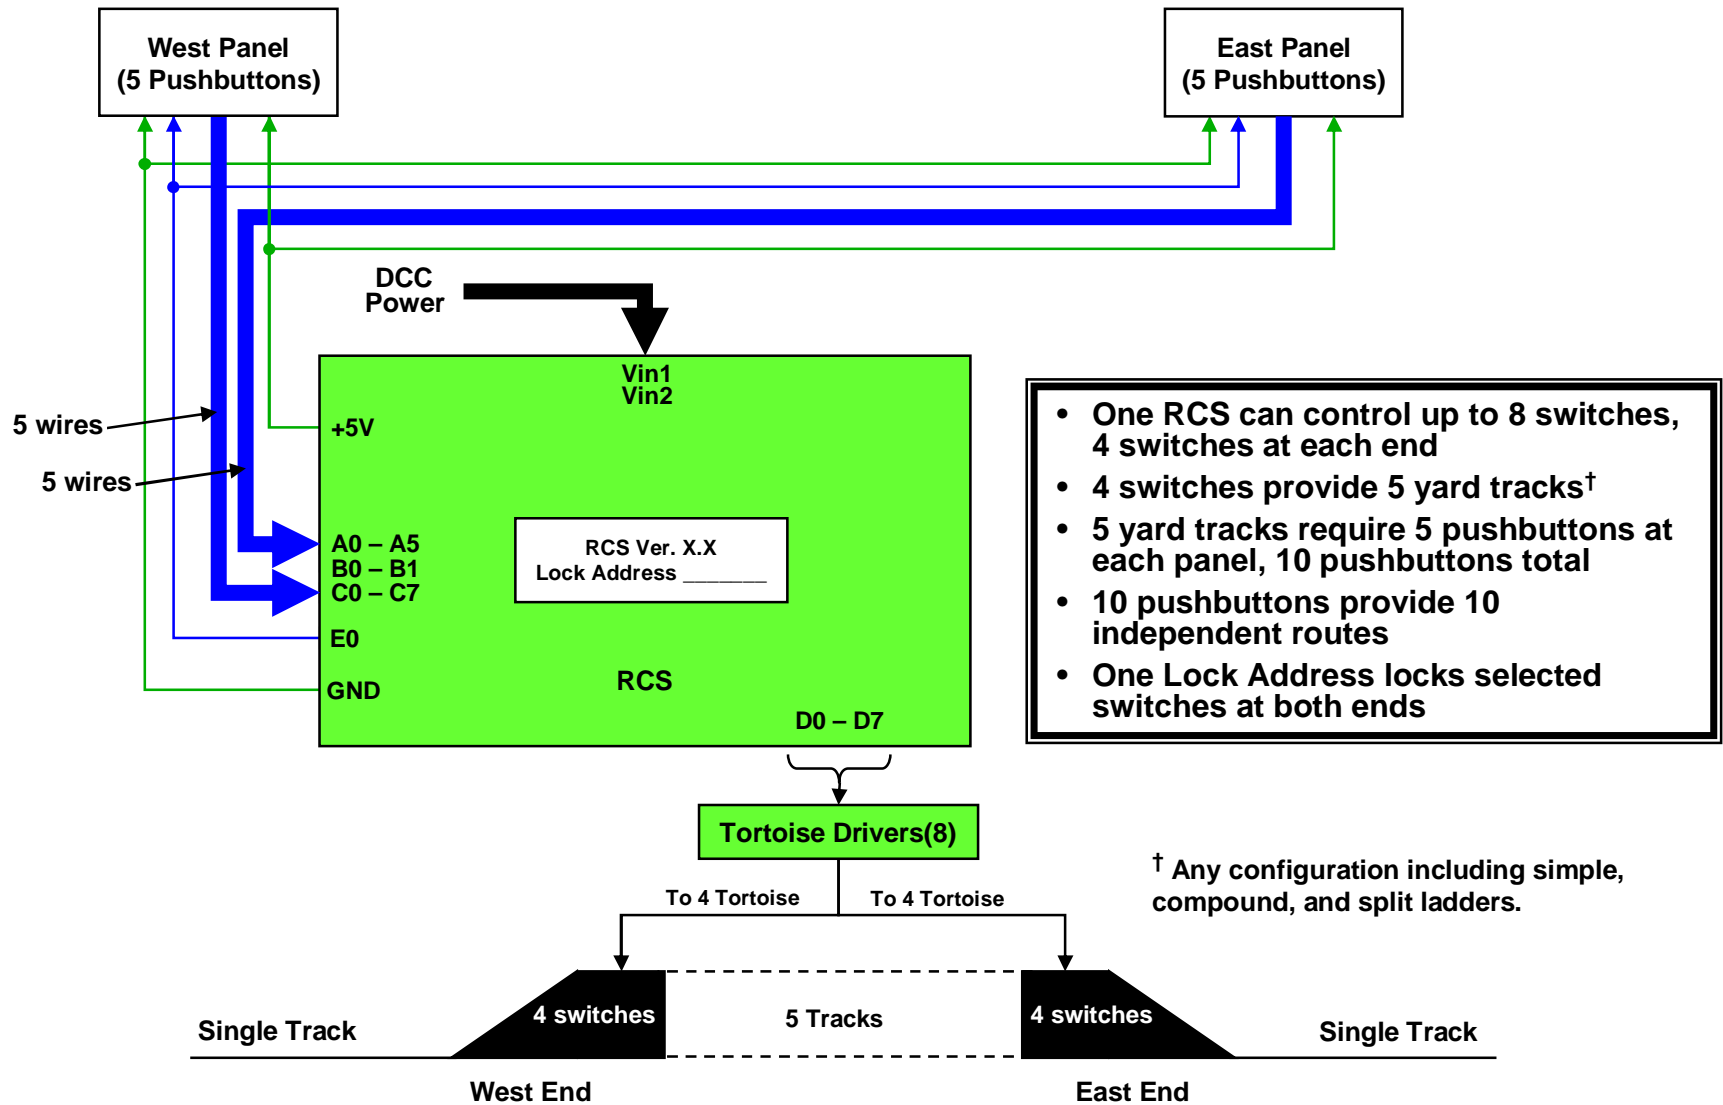 West Panel
(5 Pushbuttons)
East Panel
(5 Pushbuttons)
DCC
Power
Vin1
Vin2
5 wires
+5V
5 wires
A0 – A5
B0 – B1
C0 – C7
E0
GND
RCS Ver. X.X
Lock Address _______
RCS
D0 – D7
• One RCS can control up to 8 switches,
4 switches at each end
• 4 switches provide 5 yard tracks†
• 5 yard tracks require 5 pushbuttons at
each panel, 10 pushbuttons total
• 10 pushbuttons provide 10
independent routes
• One Lock Address locks selected
switches at both ends
Tortoise Drivers(8)
† Any configuration including simple,
compound, and split ladders.
To 4 Tortoise
To 4 Tortoise
Single Track
4 switches
5 Tracks
4 switches
Single Track
West End
East End